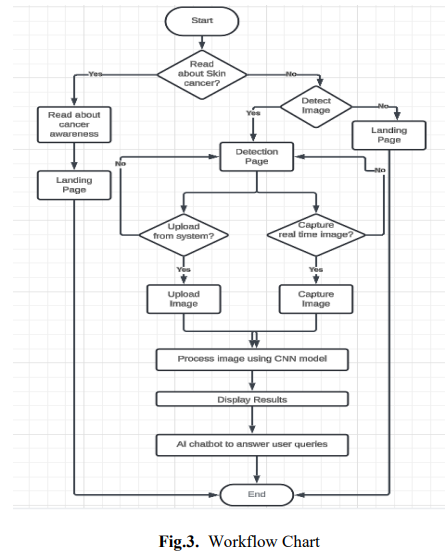 Start
Read
about Skin
cancer?
Yes
No
Detect
Image
Yes
No
Read about
cancer
awareness
Landing
Page
Detection
Page
No
No
Landing
Page
Upload
from system?
Capture
real time image?
Yes
Yes
Upload
Image
Capture
Image
Process image using CNN model
Display Results
AI chatbot to answer user queries
End
Fig.3. Workflow Chart